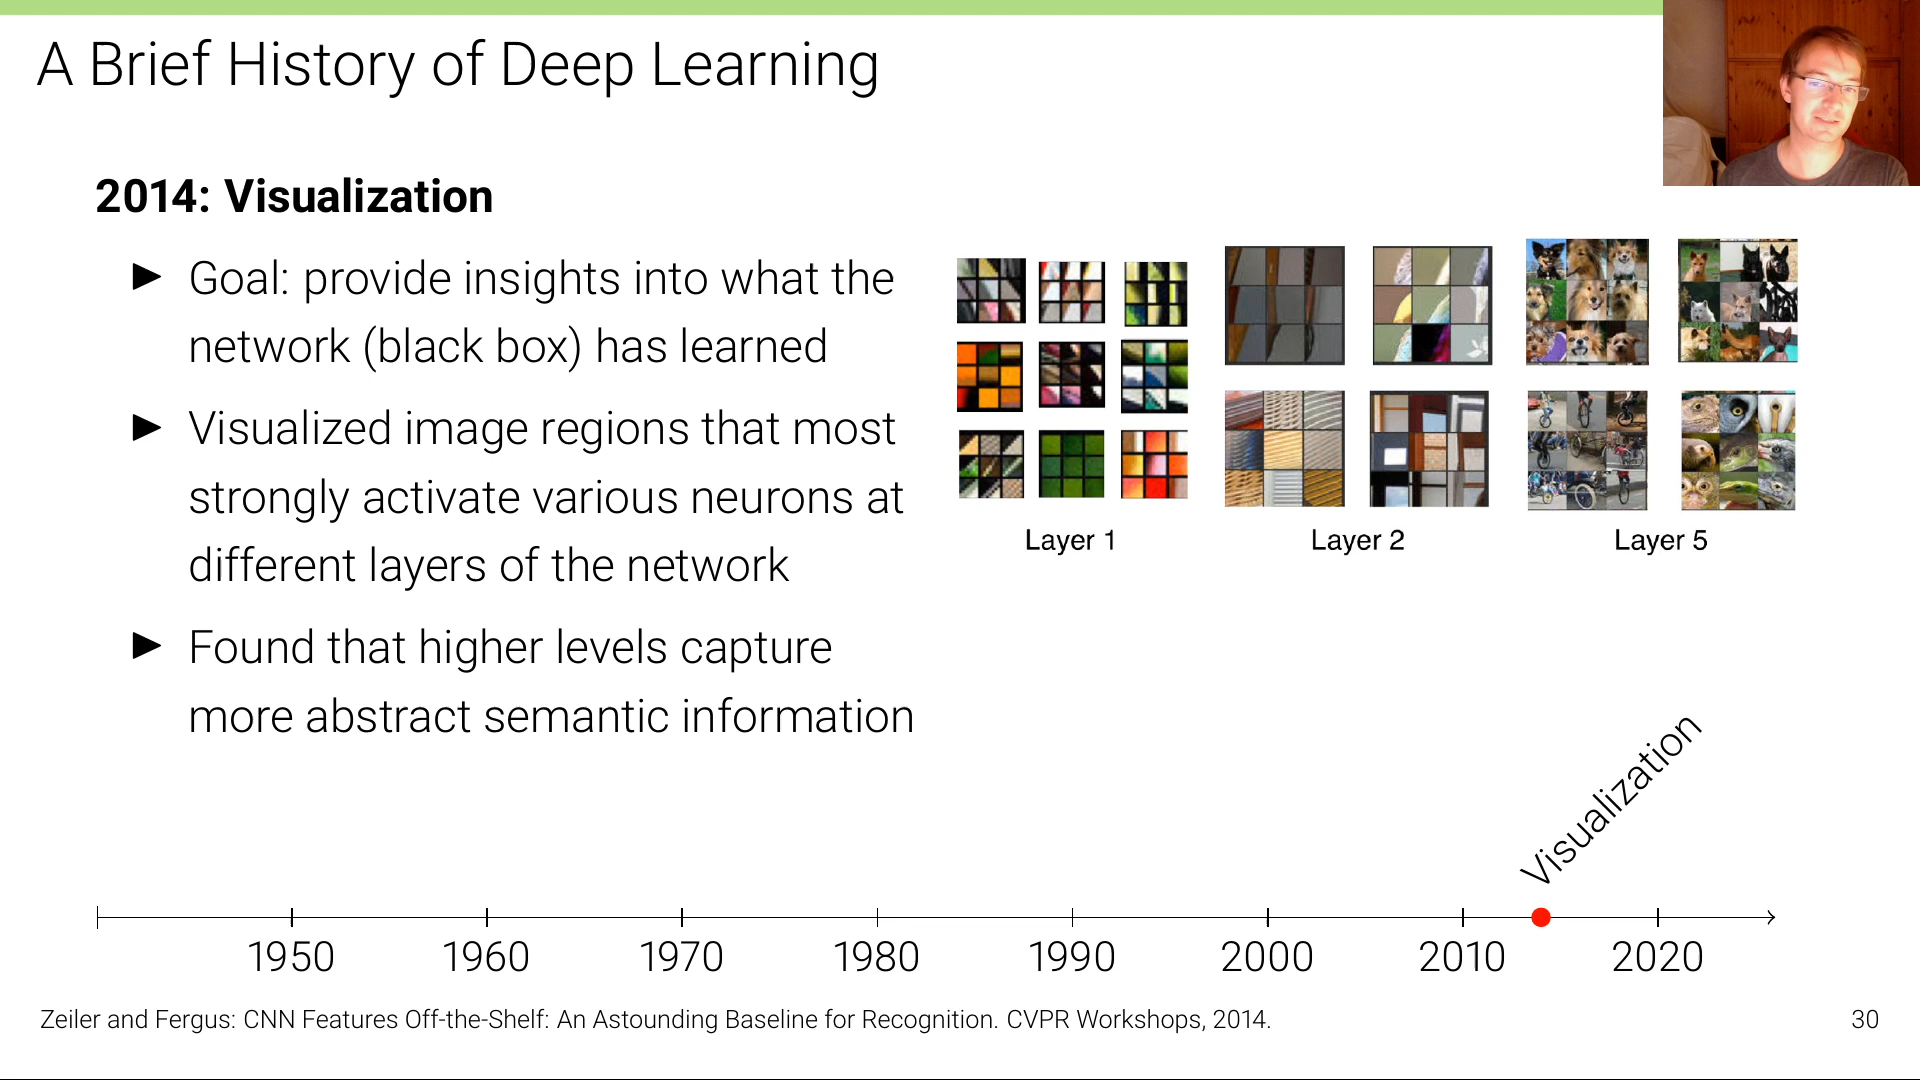 A Brief History of Deep Learning
2014: Visualization
Goal: provide insights into what the
network (black box) has learned
Visualized image regions that most
strongly activate various neurons at
different layers of the network
Found that higher levels capture
more abstract semantic information
Layer 1
Layer 2
Layer 5
Visualization
1950
1960
1970
1980
1990
2000
2010
2020
Zeiler and Fergus: CNN Features Off-the-Shelf: An Astounding Baseline for Recognition. CVPR Workshops, 2014.
30